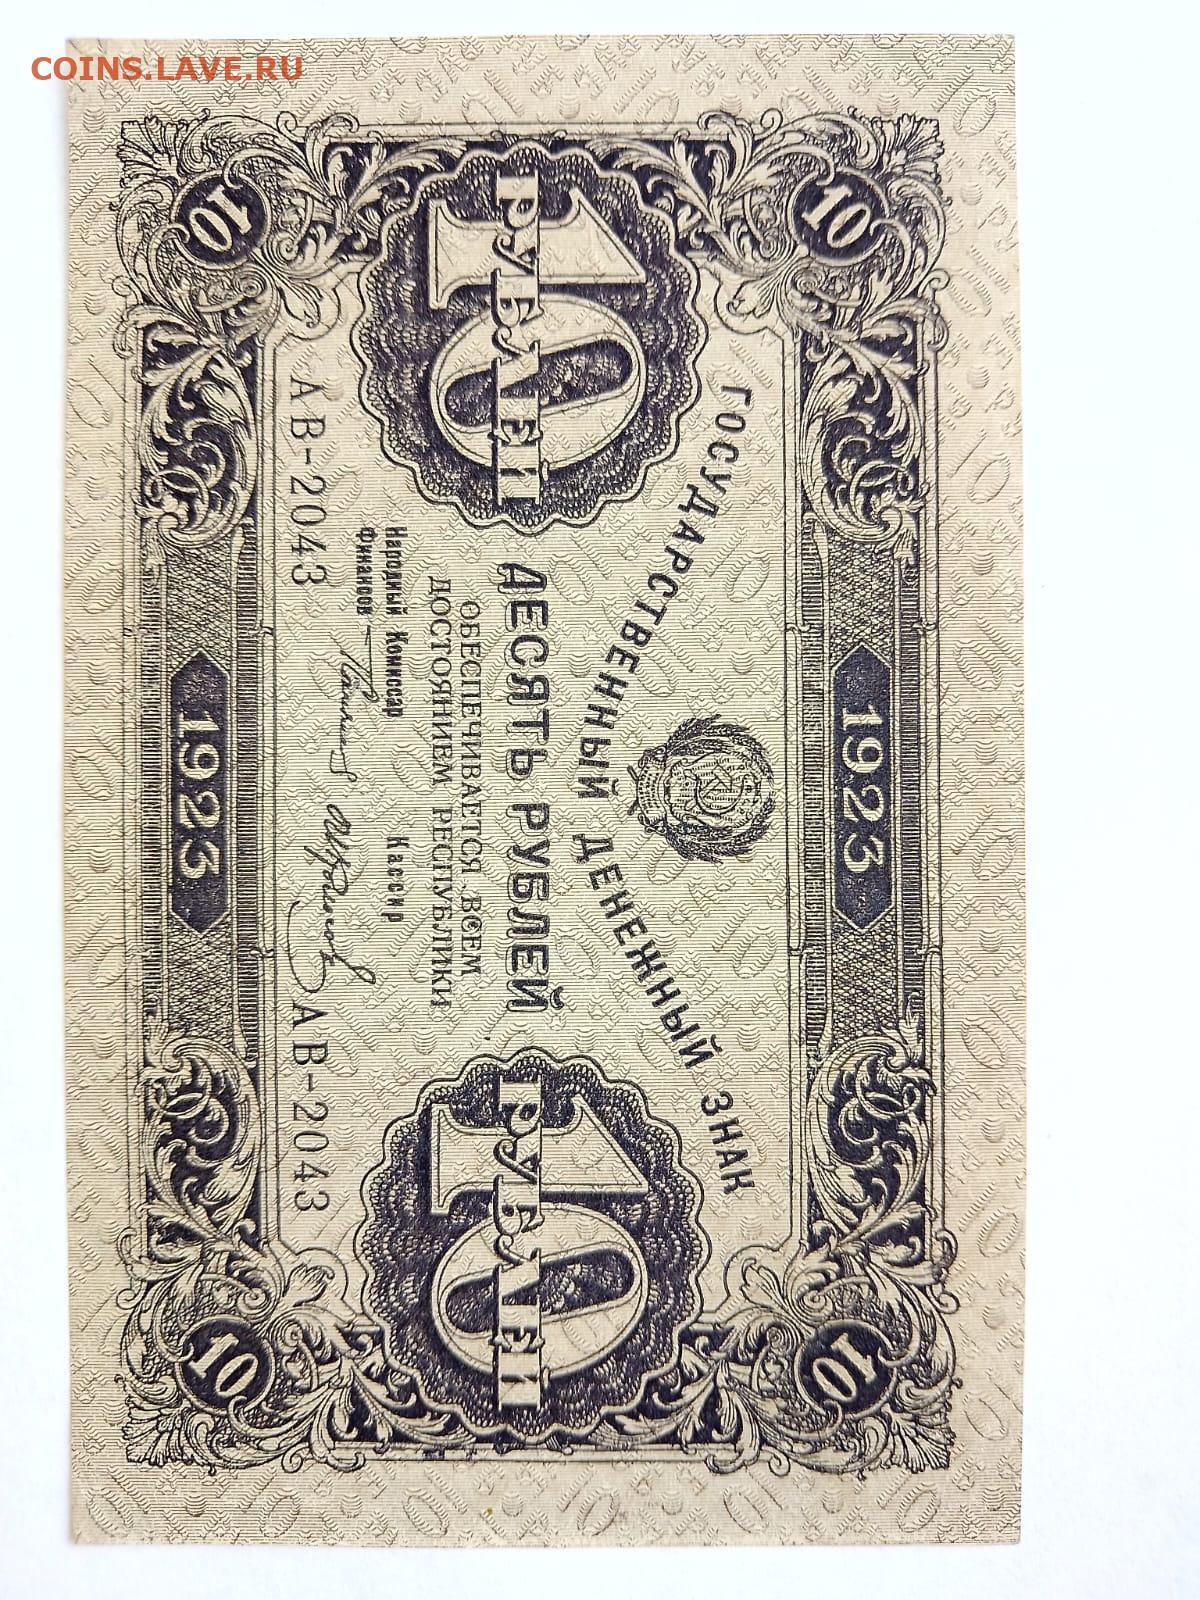 COINS.LAVE.RU
10
1923
10
ГОСУДАРСТВЕННЫЙ ДЕНЕЖНЫЙ ЗНАК
10
РУБЛЕЙ
ДЕСЯТЬ РУБЛЕЙ
10
РУБЛЕЙ
ОБЕСПЕЧИВАЕТСЯ ВСЕМ
ДОСТОЯНИЕМ РЕСПУБЛИКИ
Народный Комиссар
Финансов
Кассир
АВ-2043
АВ-2043
10
1923
10